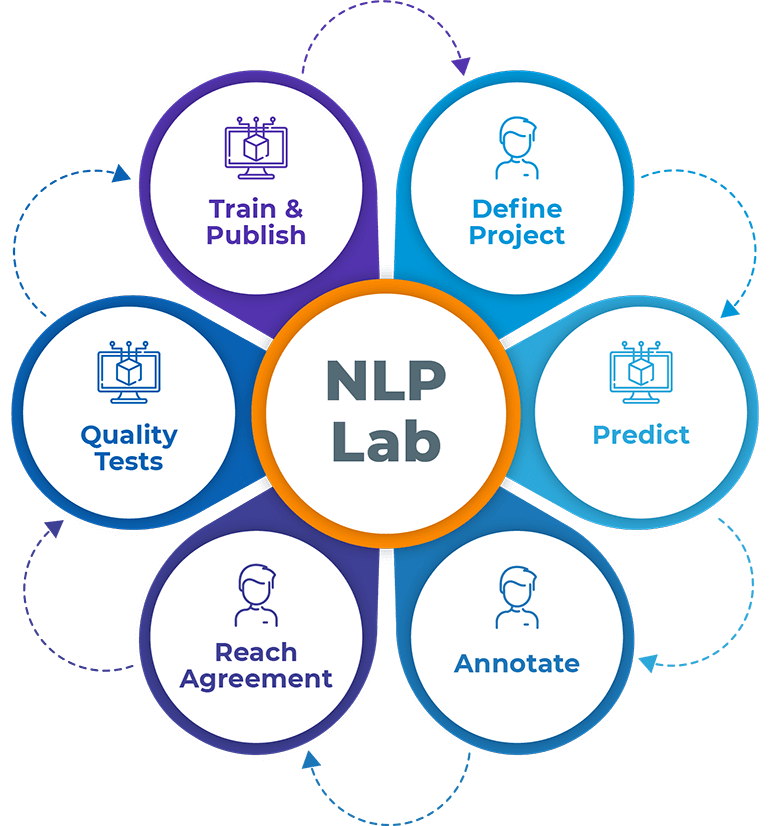 Train &
Publish
Define
Project
NLP
Lab
Quality
Tests
Predict
Reach
Agreement
Annotate